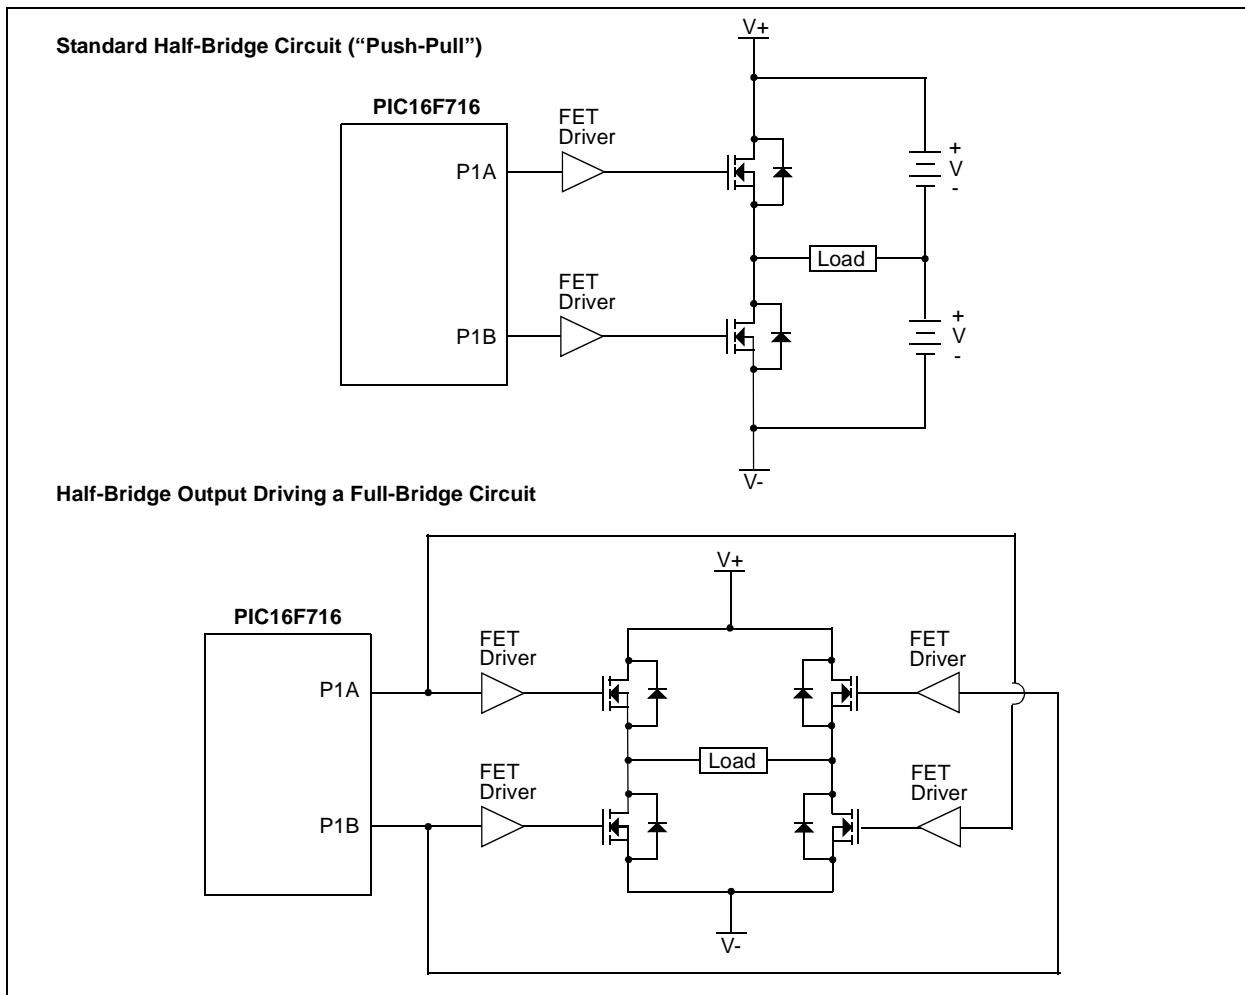 Standard Half-Bridge Circuit (“Push-Pull”)
V+
PIC16F716
FET
Driver
P1A
+
V
-
Load
FET
Driver
P1B
+
V
-
V-
Half-Bridge Output Driving a Full-Bridge Circuit
V+
PIC16F716
FET
Driver
FET
Driver
P1A
Load
FET
Driver
FET
Driver
P1B
V-